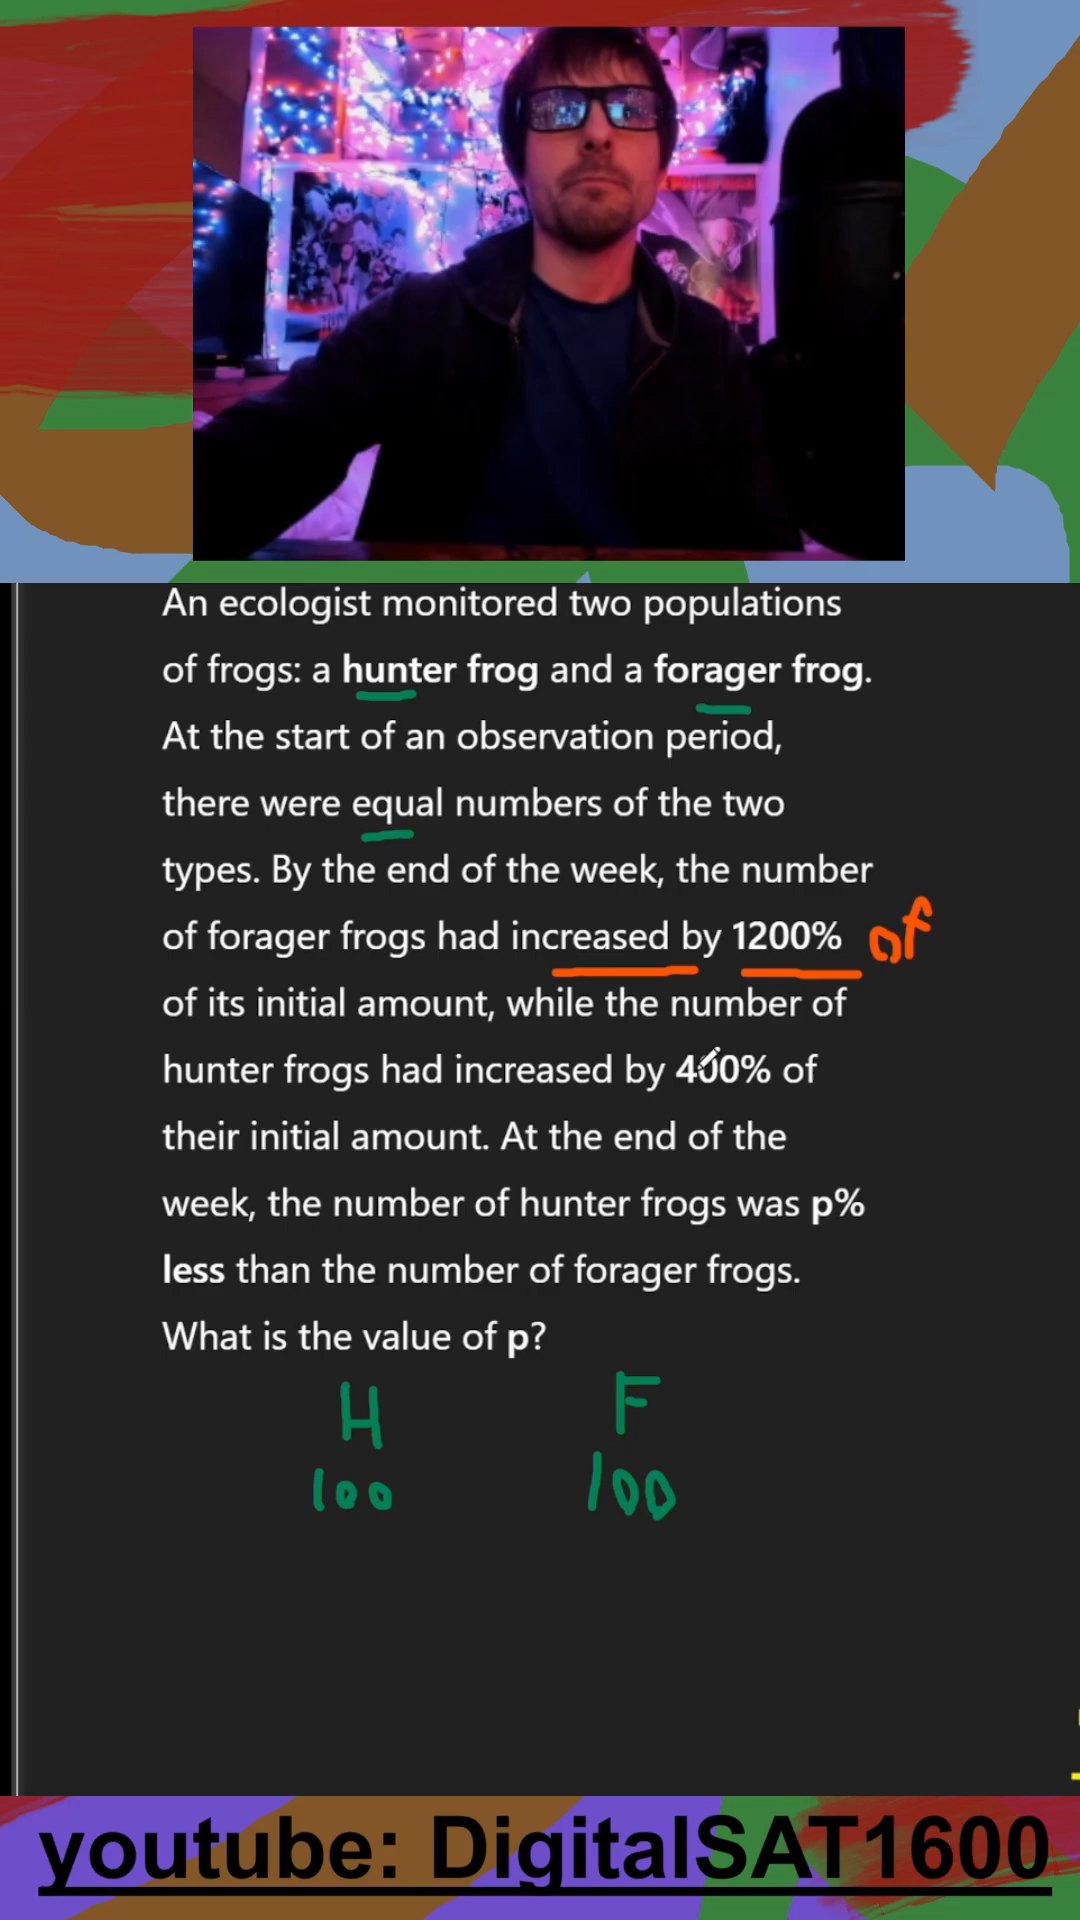 An ecologist monitored two populations
of frogs: a hunter frog and a forager frog.
At the start of an observation period,
there were equal numbers of the two
types. By the end of the week, the number
of forager frogs had increased by 1200% of
of its initial amount, while the number of
hunter frogs had increased by 400% of
their initial amount. At the end of the
week, the number of hunter frogs was p%
less than the number of forager frogs.
What is the value of p?
H F
100 100
youtube: DigitalSAT1600